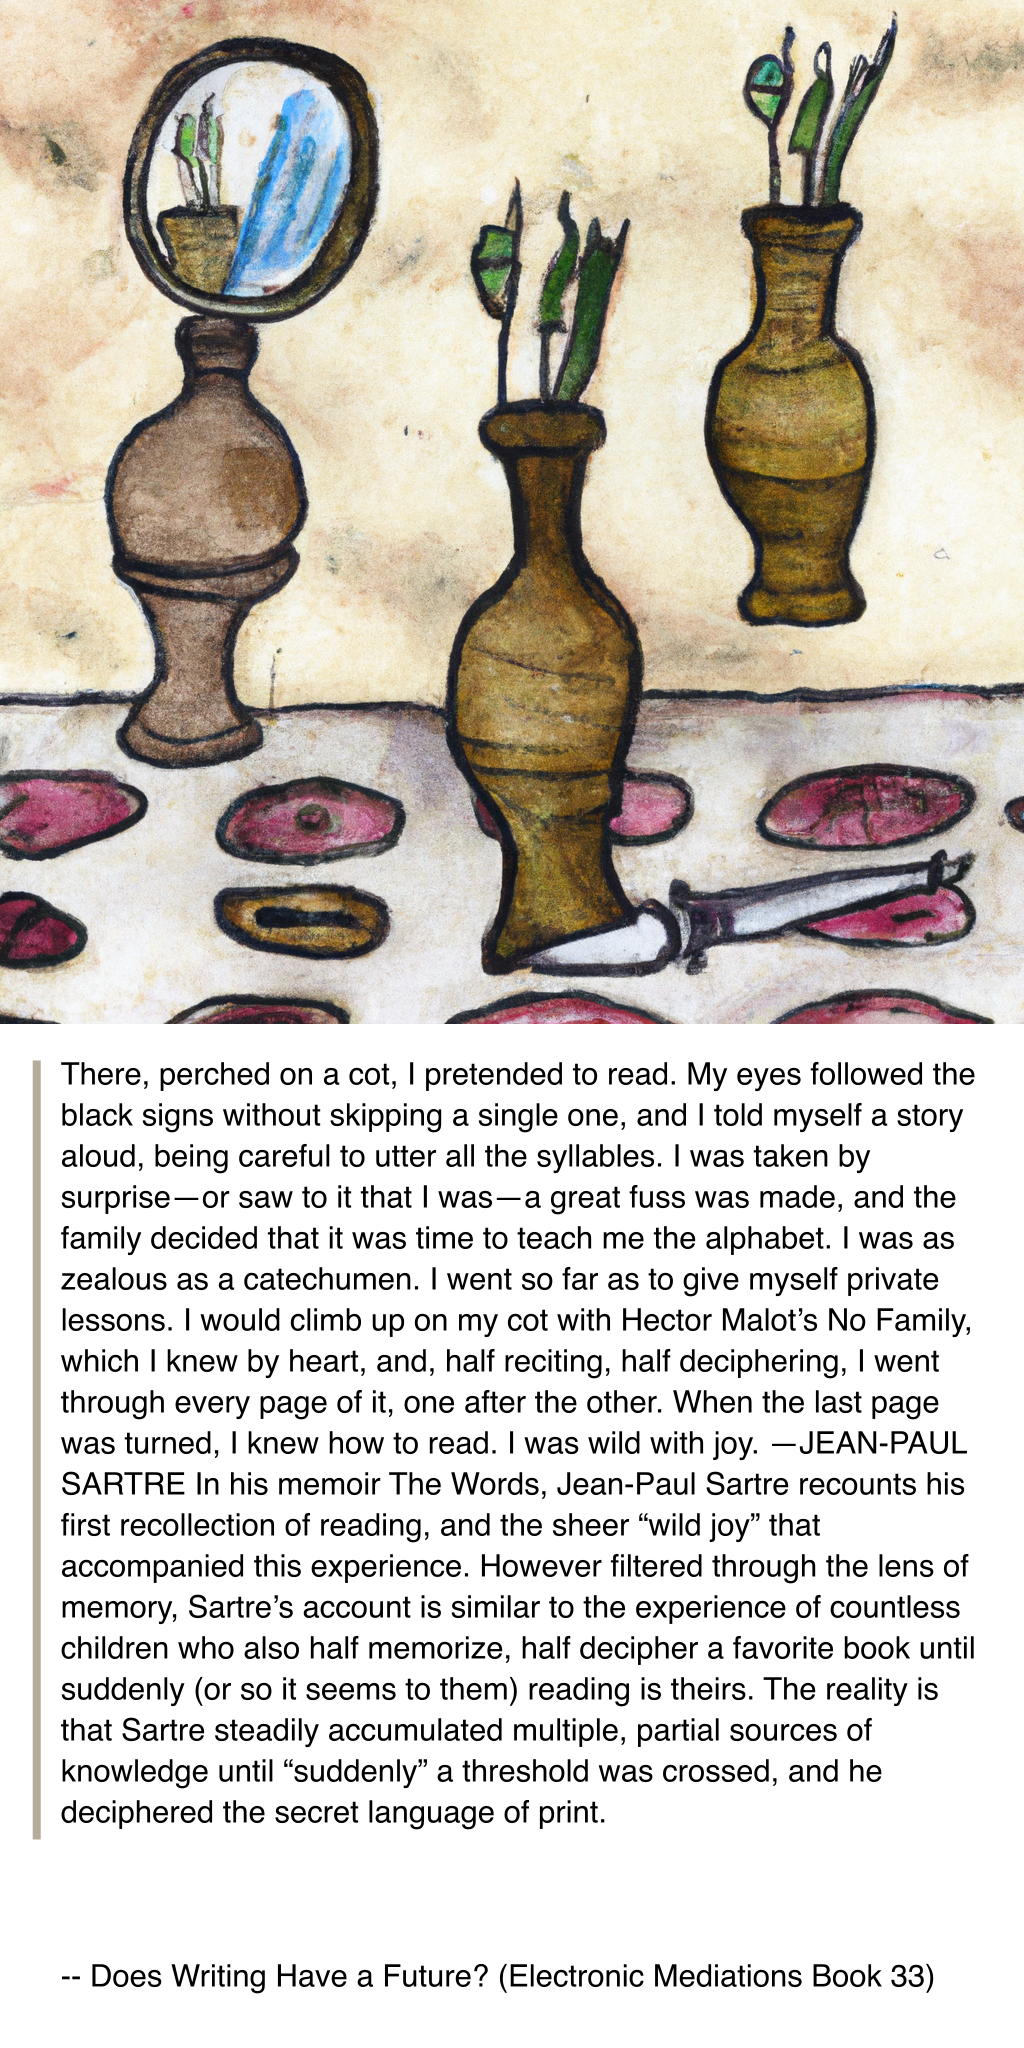 There, perched on a cot, I pretended to read. My eyes followed the
black signs without skipping a single one, and I told myself a story
aloud, being careful to utter all the syllables. I was taken by
surprise—or saw to it that I was—a great fuss was made, and the
family decided that it was time to teach me the alphabet. I was as
zealous as a catechumen. I went so far as to give myself private
lessons. I would climb up on my cot with Hector Malot’s No Family,
which I knew by heart, and, half reciting, half deciphering, I went
through every page of it, one after the other. When the last page
was turned, I knew how to read. I was wild with joy. —JEAN-PAUL
SARTRE In his memoir The Words, Jean-Paul Sartre recounts his
first recollection of reading, and the sheer “wild joy” that
accompanied this experience. However filtered through the lens of
memory, Sartre’s account is similar to the experience of countless
children who also half memorize, half decipher a favorite book until
suddenly (or so it seems to them) reading is theirs. The reality is
that Sartre steadily accumulated multiple, partial sources of
knowledge until “suddenly” a threshold was crossed, and he
deciphered the secret language of print.
-- Does Writing Have a Future? (Electronic Mediations Book 33)